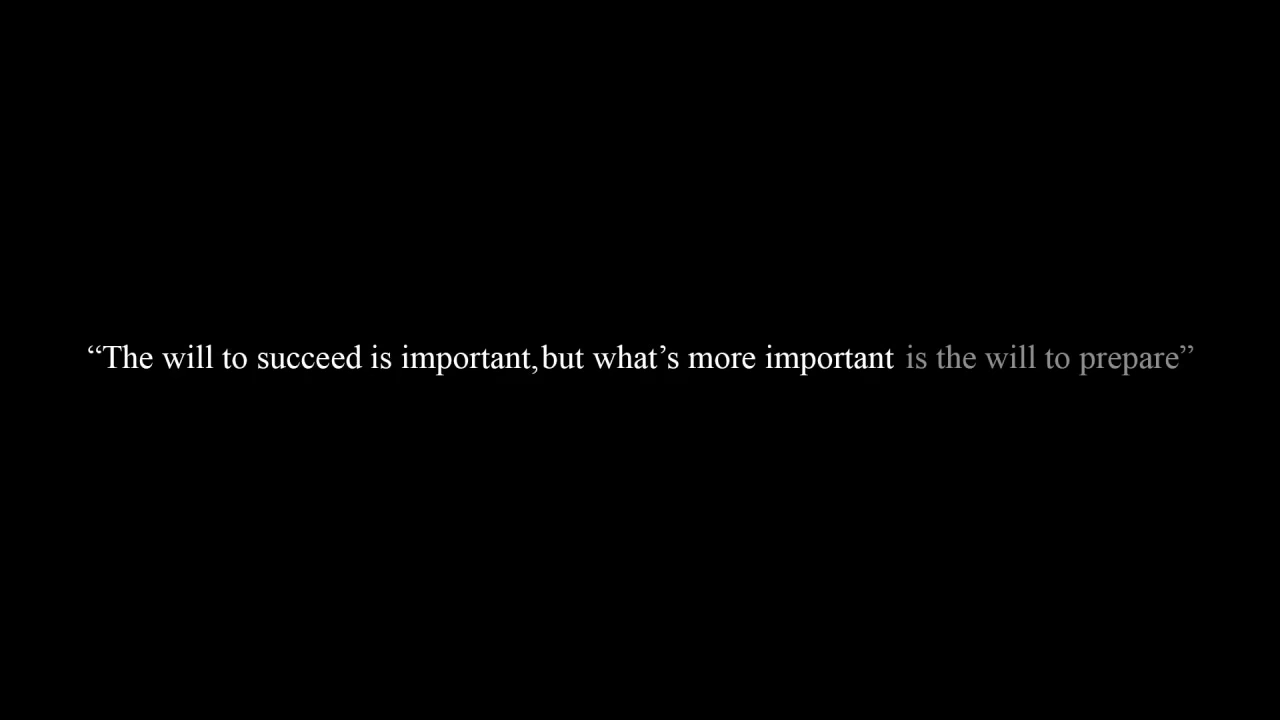 “The will to succeed is important, but what’s more important is the will to prepare”